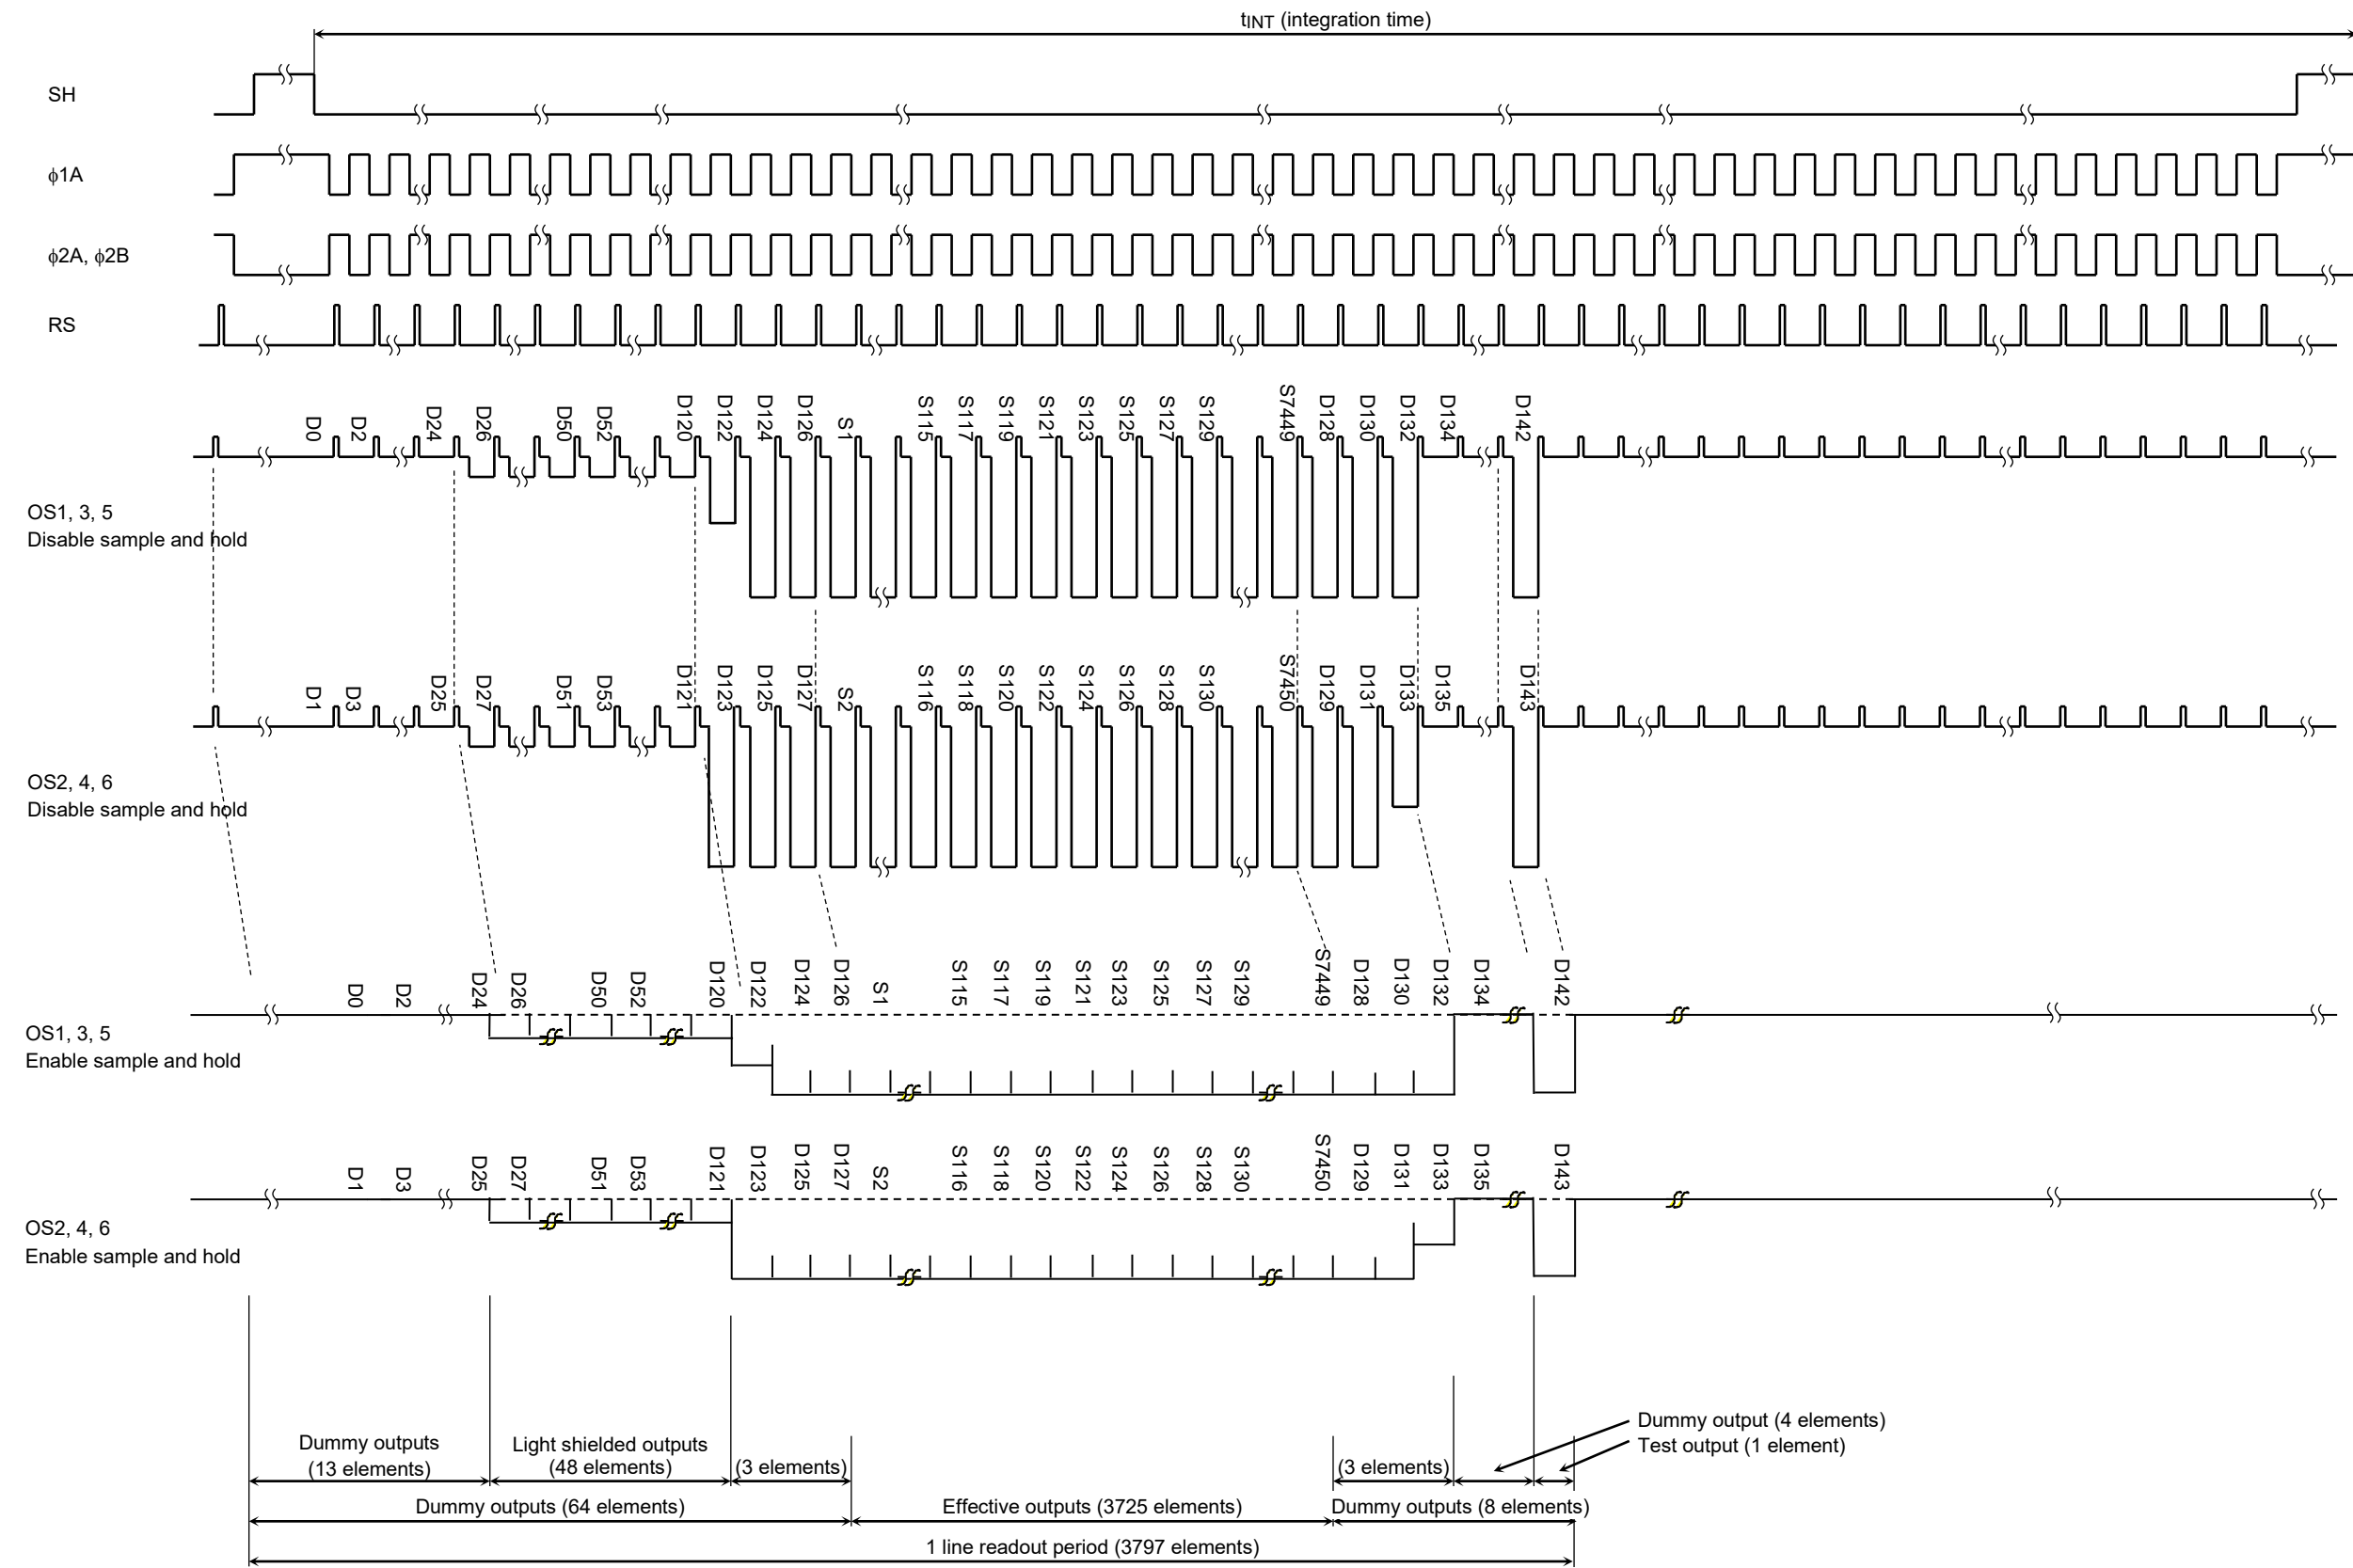 tINT (integration time)
SH
ϕ1A
ϕ2A, ϕ2B
RS
D0 D2 D24 D26 D50 D52 D120 D122 D124 D126 S1 S115 S117 S119 S121 S123 S125 S127 S129 S7449 D128 D130 D132 D134 D142
OS1, 3, 5
Disable sample and hold
D1 D3 D25 D27 D51 D53 D121 D123 D125 D127 S2 S116 S118 S120 S122 S124 S126 S128 S130 S7450 D129 D131 D133 D135 D143
OS2, 4, 6
Disable sample and hold
D0 D2 D24 D26 D50 D52 D120 D122 D124 D126 S1 S115 S117 S119 S121 S123 S125 S127 S129 S7449 D128 D130 D132 D134 D142
OS1, 3, 5
Enable sample and hold
D1 D3 D25 D27 D51 D53 D121 D123 D125 D127 S2 S116 S118 S120 S122 S124 S126 S128 S130 S7450 D129 D131 D133 D135 D143
OS2, 4, 6
Enable sample and hold
Dummy output (4 elements)
Test output (1 element)
Dummy outputs
(13 elements)
Light shielded outputs
(48 elements)
(3 elements)
(3 elements)
Dummy outputs (64 elements)
Effective outputs (3725 elements)
Dummy outputs (8 elements)
1 line readout period (3797 elements)